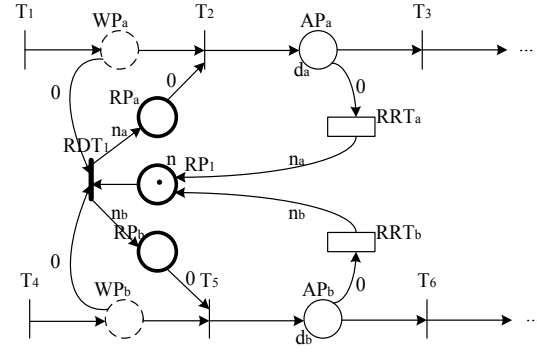 T1 WPa T2 APa T3
...
0 RPa 0 da 0
na RRTa
RDT1
n RP1 na
nb nb
RPb RRTb
0 0 0
T4 WPb T5 APb T6
db ...